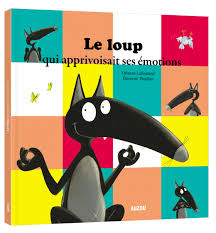 Le loup
qui apprivoisait ses émotions
Orianne Lallemand
Éléonore Thuillier
AUZOU